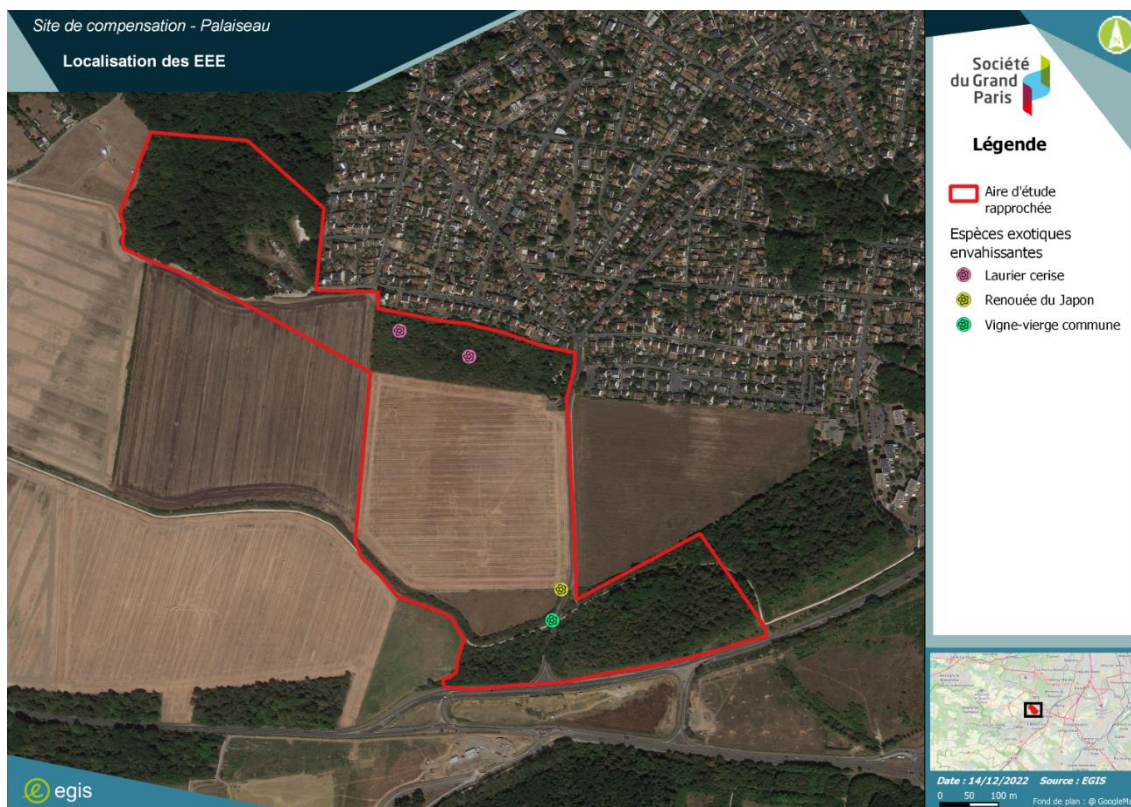 Site de compensation - Palaiseau
Localisation des EEE
Société
du Grand
Paris
Légende
Aire d'étude
rapprochée
Espèces exotiques
envahissantes
Laurier cerise
Renouée du Japon
Vigne-vierge commune
egis
Date : 14/12/2022 Source : EGIS
0 50 100 m
Fond de plan : @ GoogleMa